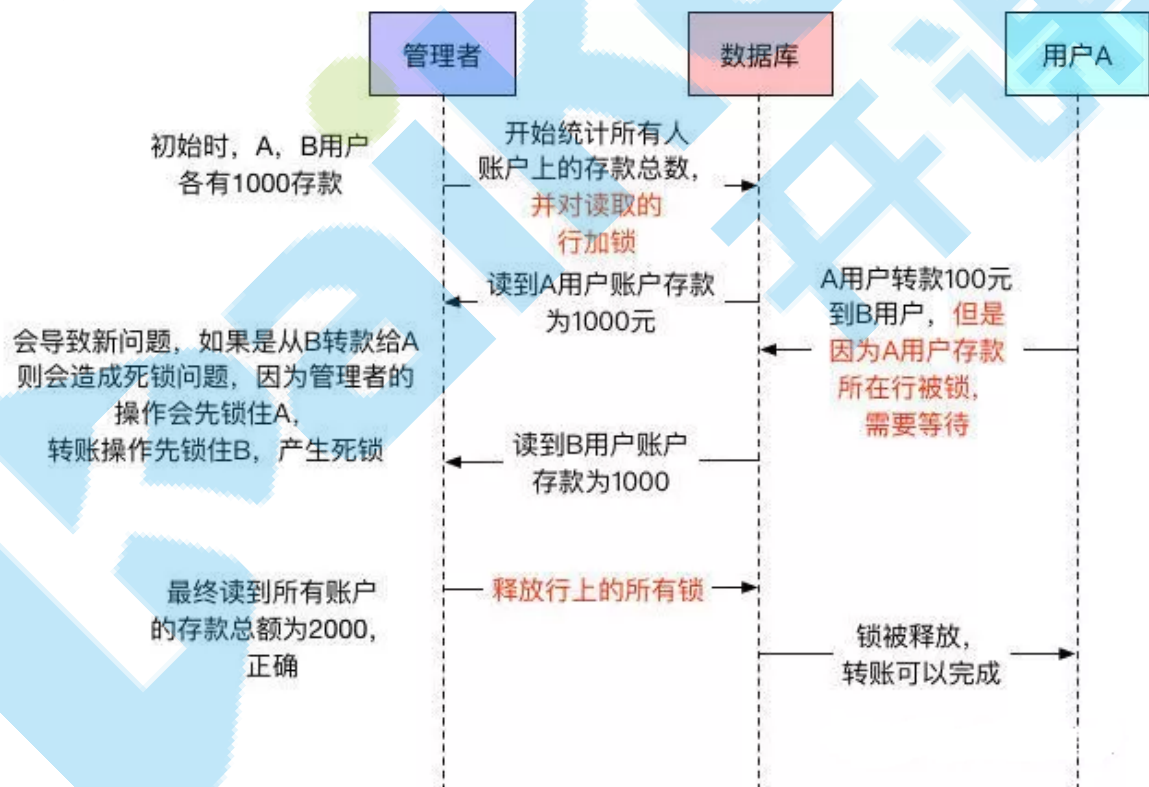 管理者
数据库
用户A
初始时，A，B用户
各有1000存款
开始统计所有人
账户上的存款总数，
并对读取的
行加锁
读到A用户账户存款
为1000元
A用户转款100元
到B用户，但是
因为A用户存款
所在行被锁，
需要等待
会导致新问题，如果是从B转款给A
则会造成死锁问题，因为管理者的
操作会先锁住A，
转账操作先锁住B，产生死锁
读到B用户账户
存款为1000
最终读到所有账户
的存款总额为2000，
正确
释放行上的所有锁
锁被释放，
转账可以完成